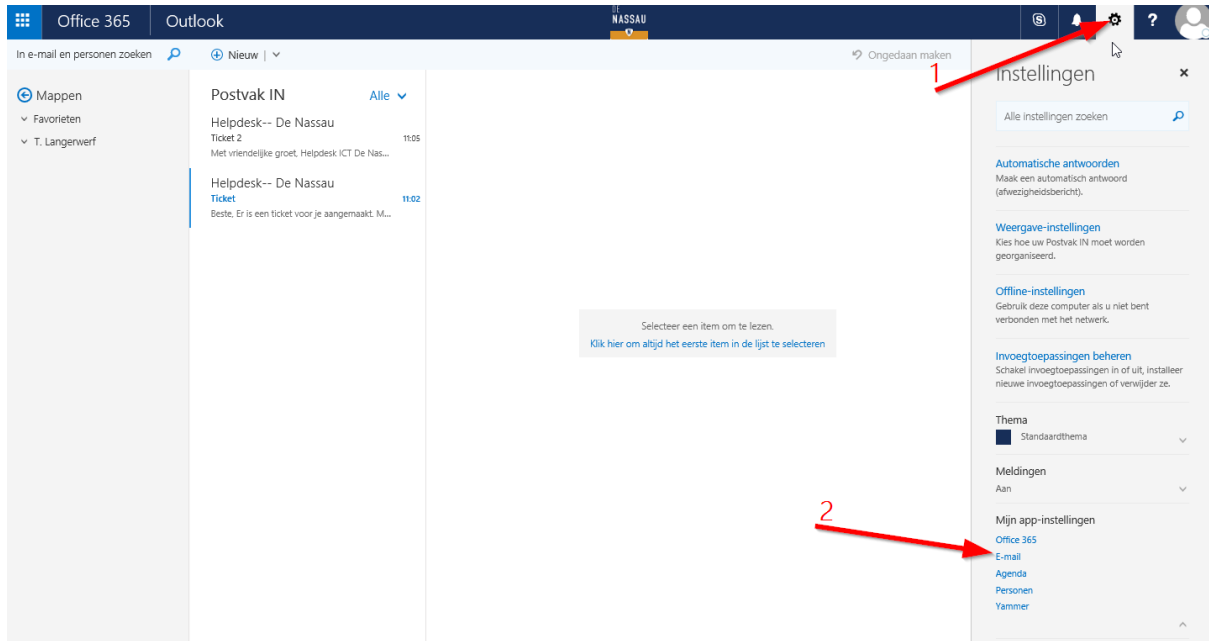 Office 365
Outlook
DE
NASSAU
?
In e-mail en personen zoeken
Nieuw |
Ongedaan maken
Mappen
Favorieten
T. Langerwerf
Postvak IN
Alle
Helpdesk-- De Nassau
Ticket 2
11:05
Met vriendelijke groet, Helpdesk ICT De Nas...
Helpdesk-- De Nassau
Ticket
11:02
Beste, Er is een ticket voor je aangemaakt. M...
Selecteer een item om te lezen.
Klik hier om altijd het eerste item in de lijst te selecteren
1
Instellingen
Alle instellingen zoeken
Automatische antwoorden
Maak een automatisch antwoord
(afwezigheidsbericht).
Weergave-instellingen
Kies hoe uw Postvak IN moet worden
georganiseerd.
Offline-instellingen
Gebruik deze computer als u niet bent
verbonden met het netwerk.
Invoegtoepassingen beheren
Schakel invoegtoepassingen in of uit, installeer
nieuwe invoegtoepassingen of verwijder ze.
Thema
Standaardthema
Meldingen
Aan
2
Mijn app-instellingen
Office 365
E-mail
Agenda
Personen
Yammer